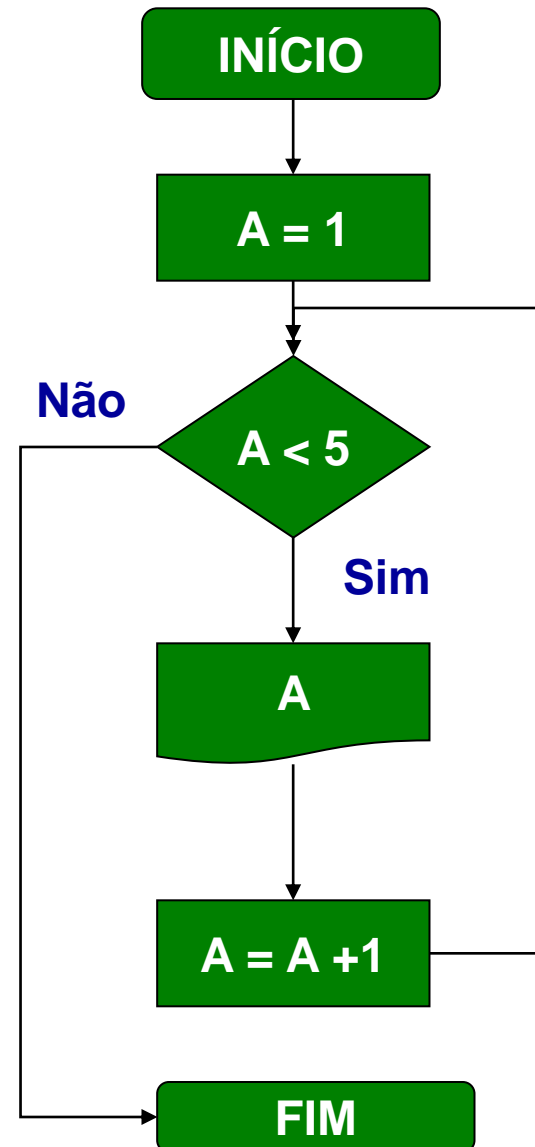 INÍCIO
A = 1
Não
A < 5
Sim
A
A = A +1
FIM